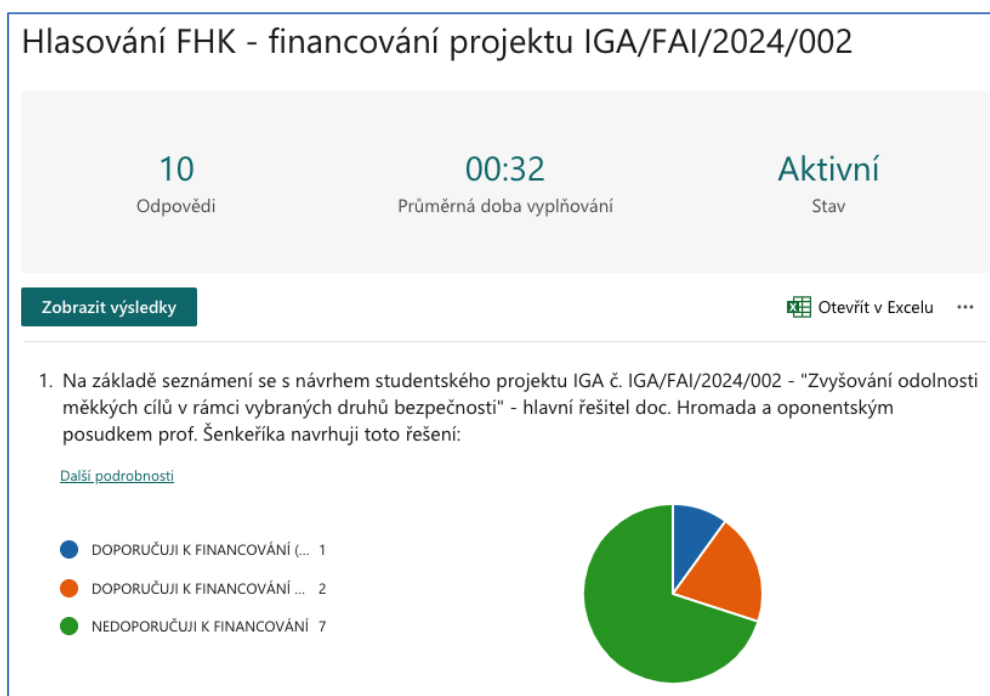 Hlasování FHK - financování projektu IGA/FAI/2024/002
10
Odpovědi
00:32
Průměrná doba vyplňování
Aktivní
Stav
Zobrazit výsledky
Otevřít v Excelu ...
1. Na základě seznámení se s návrhem studentského projektu IGA č. IGA/FAI/2024/002 - "Zvyšování odolnosti
měkkých cílů v rámci vybraných druhů bezpečnosti" - hlavní řešitel doc. Hromada a oponentským
posudkem prof. Šenkeříka navrhuji toto řešení:
Další podrobnosti
DOPORUČUJI K FINANCOVÁNÍ (... 1
DOPORUČUJI K FINANCOVÁNÍ ... 2
NEDOPORUČUJI K FINANCOVÁNÍ 7